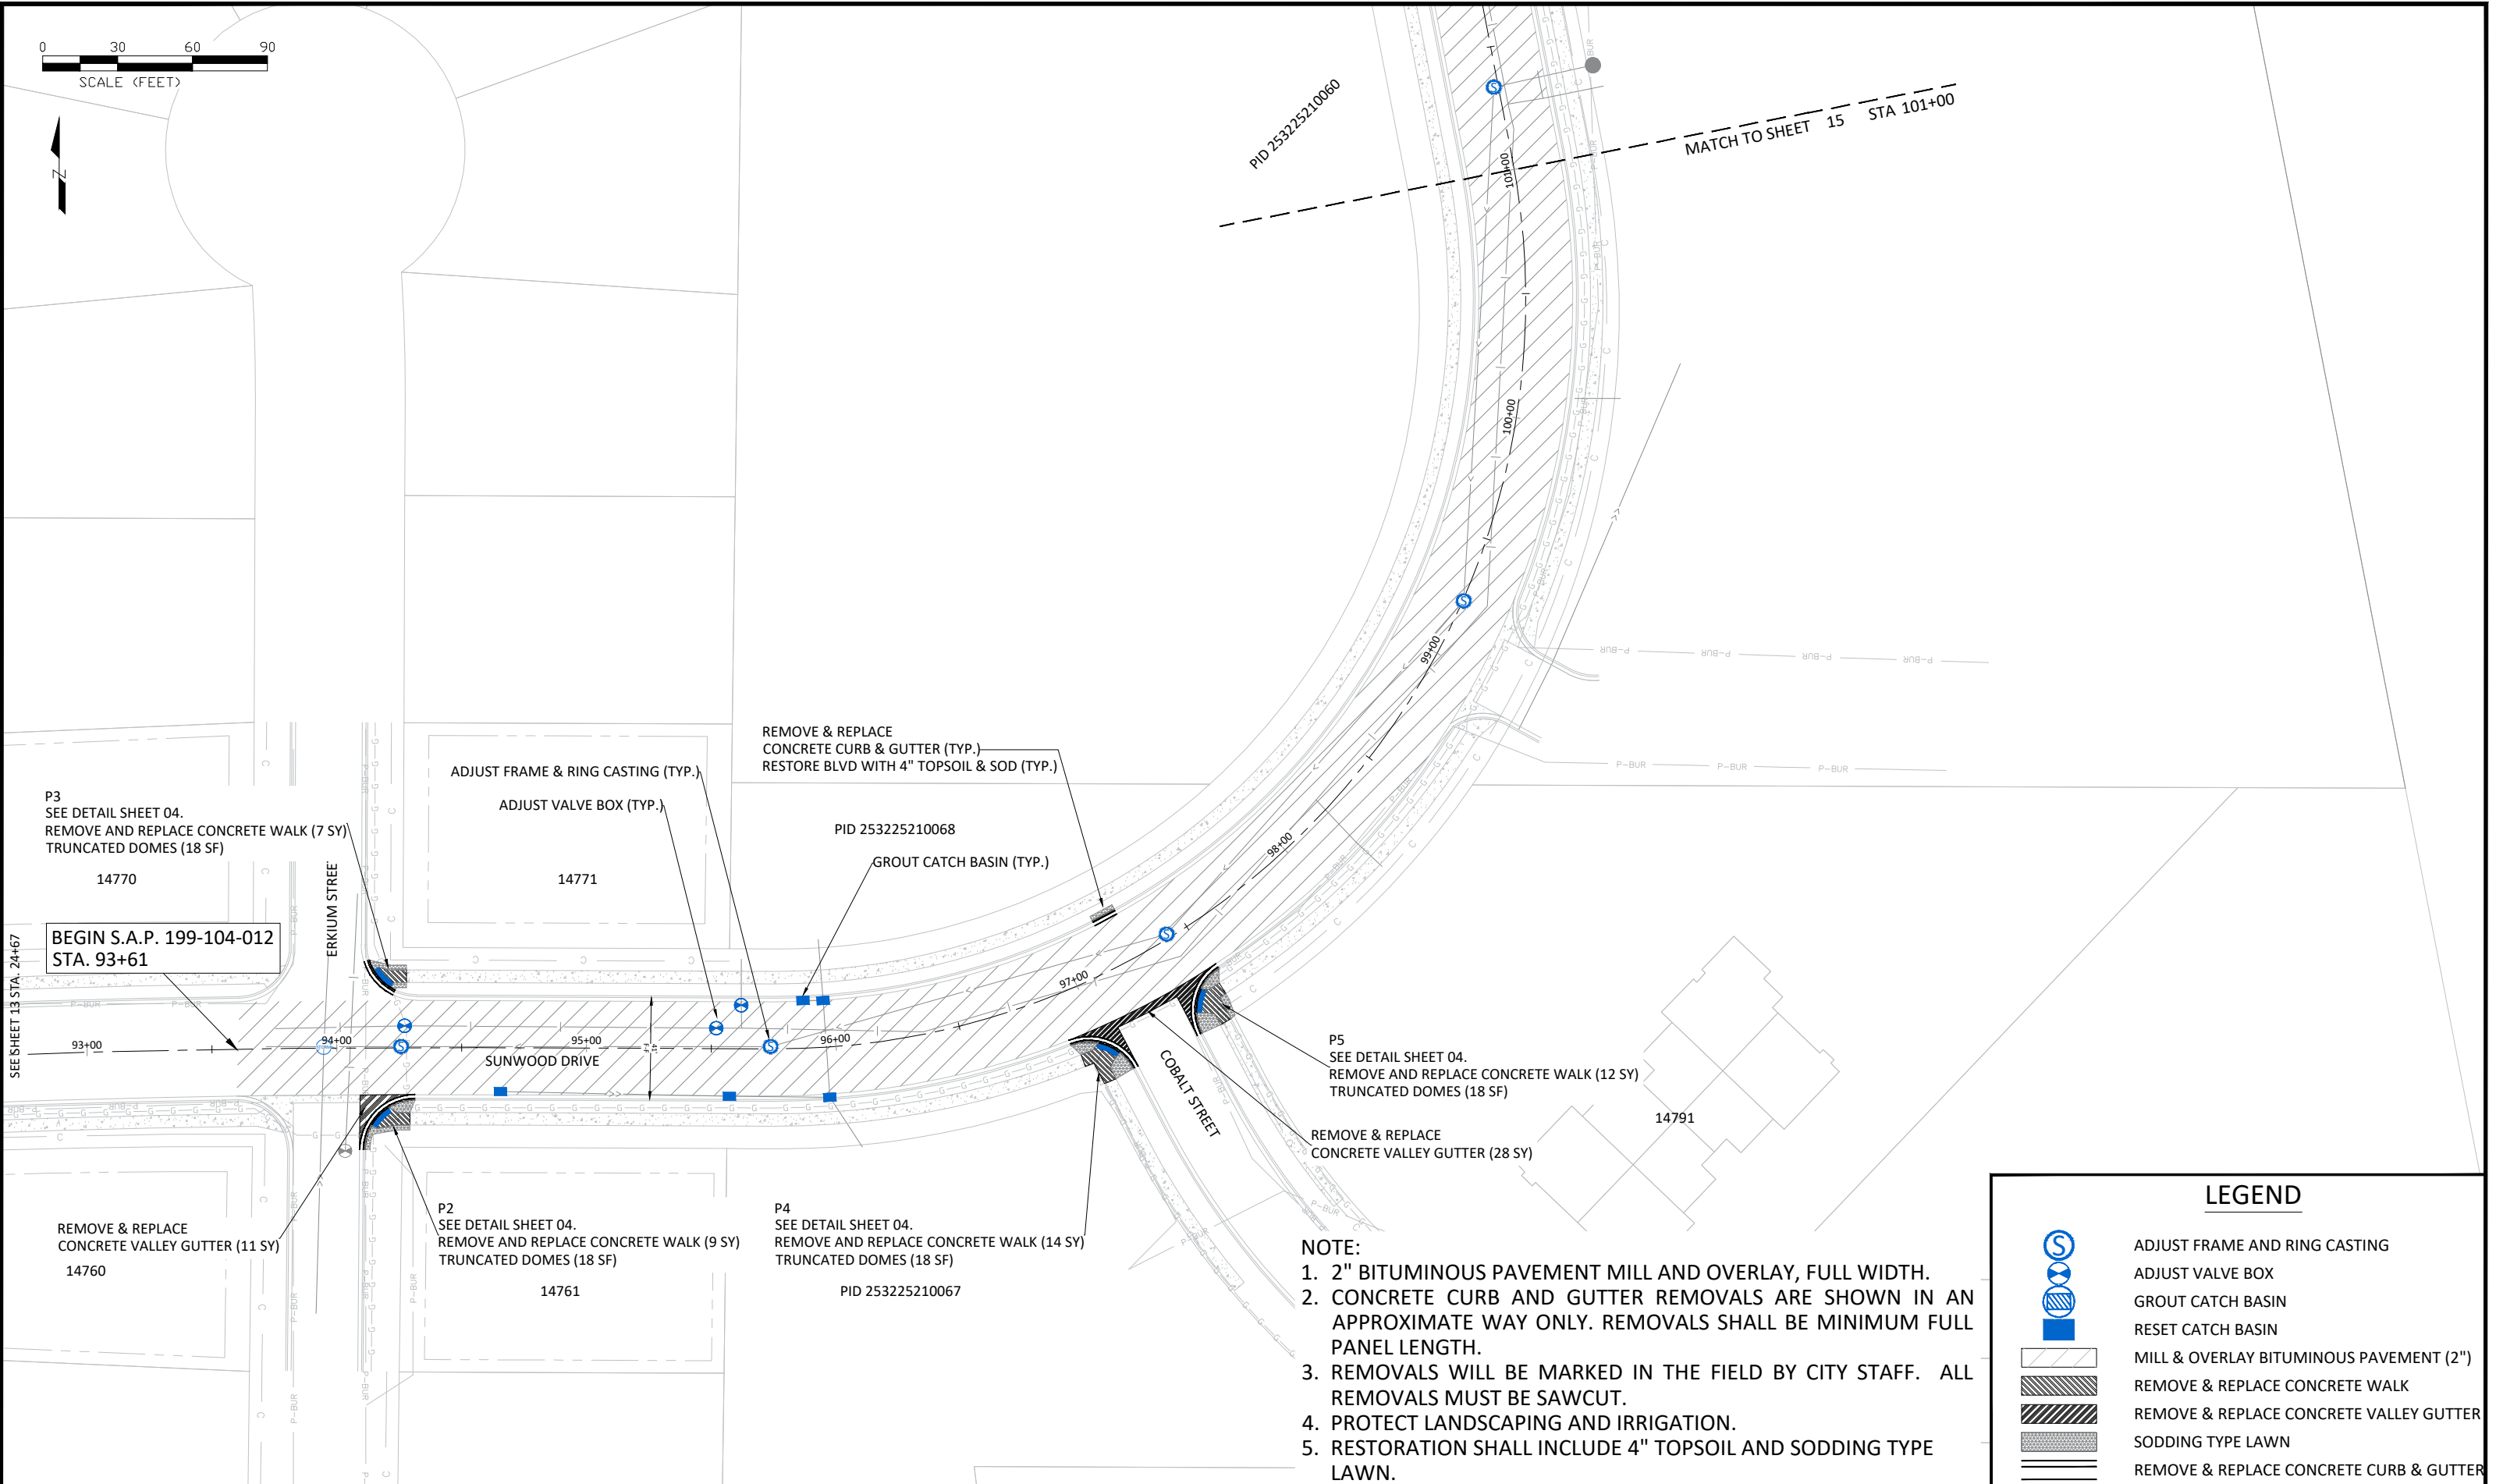 0 30 60 90
SCALE (FEET)
Z
PID 253225210060
MATCH TO SHEET 15 STA 101+00
101+00
100+00
99+00
98+00
97+00
96+00
95+00
94+00
93+00
REMOVE & REPLACE
CONCRETE CURB & GUTTER (TYP.)
RESTORE BLVD WITH 4" TOPSOIL & SOD (TYP.)
ADJUST FRAME & RING CASTING (TYP.)
ADJUST VALVE BOX (TYP.)
PID 253225210068
GROUT CATCH BASIN (TYP.)
P3
SEE DETAIL SHEET 04.
REMOVE AND REPLACE CONCRETE WALK (7 SY)
TRUNCATED DOMES (18 SF)
14770
14771
ERKIUM STREE
BEGIN S.A.P. 199-104-012
STA. 93+61
SEE SHEET 13 STA. 24+67
SUNWOOD DRIVE
COBALT STREET
P5
SEE DETAIL SHEET 04.
REMOVE AND REPLACE CONCRETE WALK (12 SY)
TRUNCATED DOMES (18 SF)
14791
REMOVE & REPLACE
CONCRETE VALLEY GUTTER (28 SY)
REMOVE & REPLACE
CONCRETE VALLEY GUTTER (11 SY)
14760
P2
SEE DETAIL SHEET 04.
REMOVE AND REPLACE CONCRETE WALK (9 SY)
TRUNCATED DOMES (18 SF)
14761
P4
SEE DETAIL SHEET 04.
REMOVE AND REPLACE CONCRETE WALK (14 SY)
TRUNCATED DOMES (18 SF)
PID 253225210067
P-BUR P-BUR P-BUR P-BUR
P-BUR P-BUR P-BUR
NOTE:
1. 2" BITUMINOUS PAVEMENT MILL AND OVERLAY, FULL WIDTH.
2. CONCRETE CURB AND GUTTER REMOVALS ARE SHOWN IN AN
APPROXIMATE WAY ONLY. REMOVALS SHALL BE MINIMUM FULL
PANEL LENGTH.
3. REMOVALS WILL BE MARKED IN THE FIELD BY CITY STAFF. ALL
REMOVALS MUST BE SAWCUT.
4. PROTECT LANDSCAPING AND IRRIGATION.
5. RESTORATION SHALL INCLUDE 4" TOPSOIL AND SODDING TYPE
LAWN.
LEGEND
S ADJUST FRAME AND RING CASTING
ADJUST VALVE BOX
GROUT CATCH BASIN
RESET CATCH BASIN
MILL & OVERLAY BITUMINOUS PAVEMENT (2")
REMOVE & REPLACE CONCRETE WALK
REMOVE & REPLACE CONCRETE VALLEY GUTTER
SODDING TYPE LAWN
REMOVE & REPLACE CONCRETE CURB & GUTTER